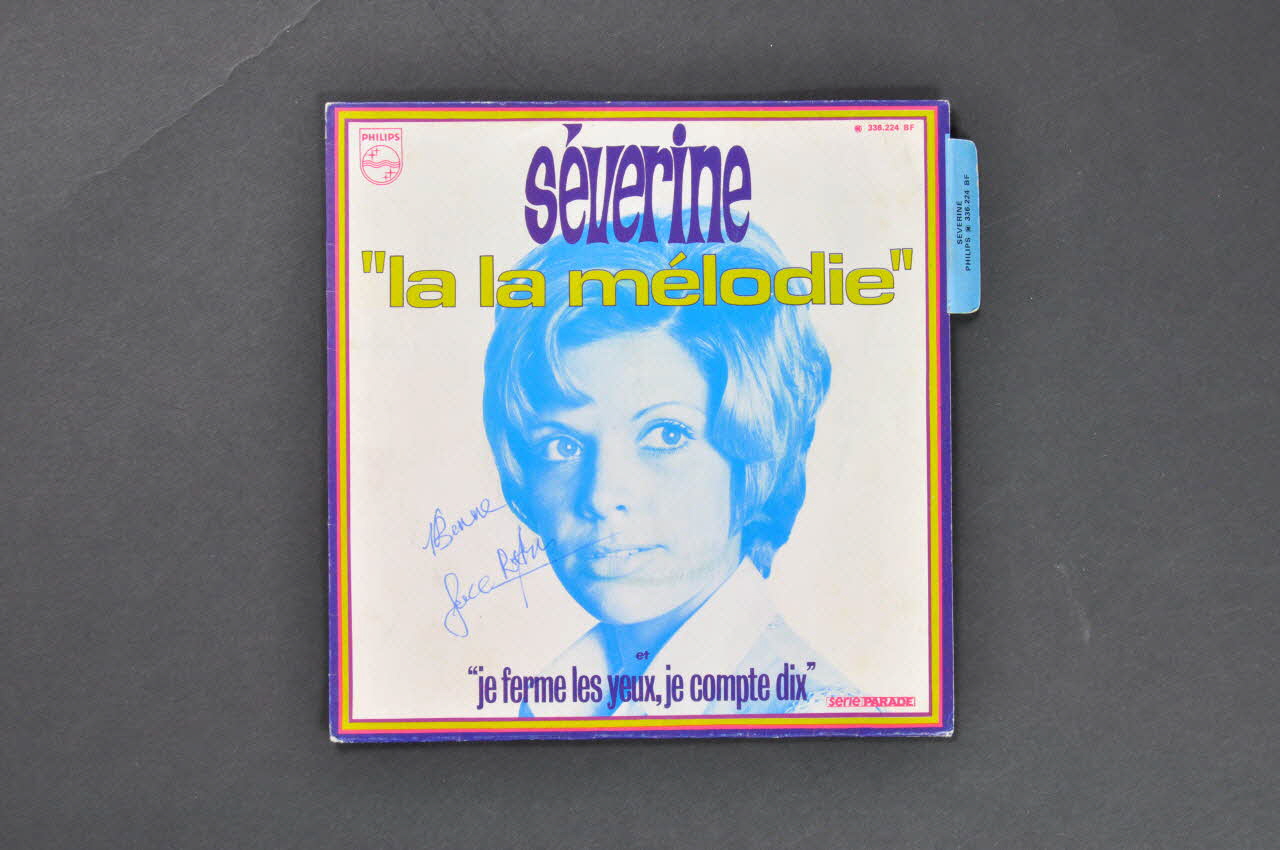 PHILIPS
❋ 336.224 BF
séverine
"la la mélodie"
SEVERINE
PHILIPS ❋ 336.224 BF
et
"je ferme les yeux, je compte dix"
Série PARADE